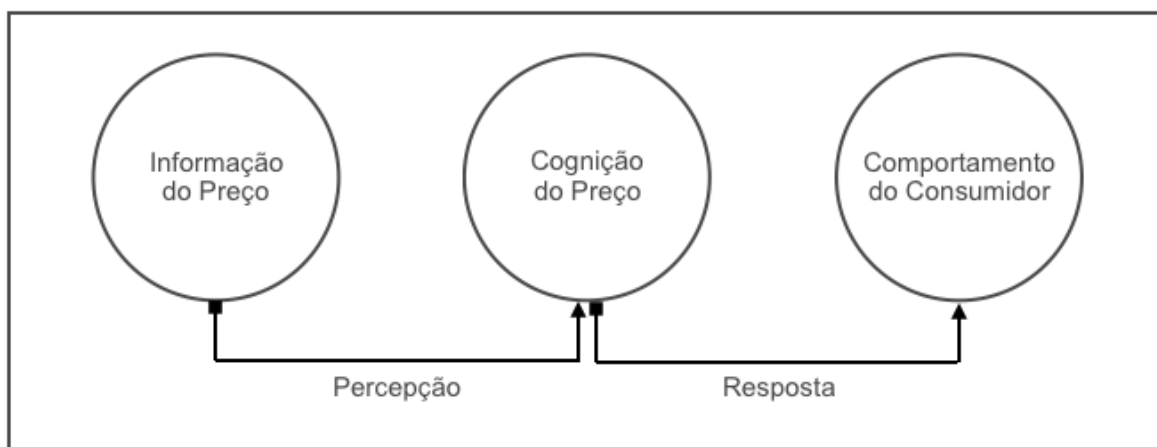 Informação
do Preço
Cognição
do Preço
Comportamento
do Consumidor
Percepção
Resposta